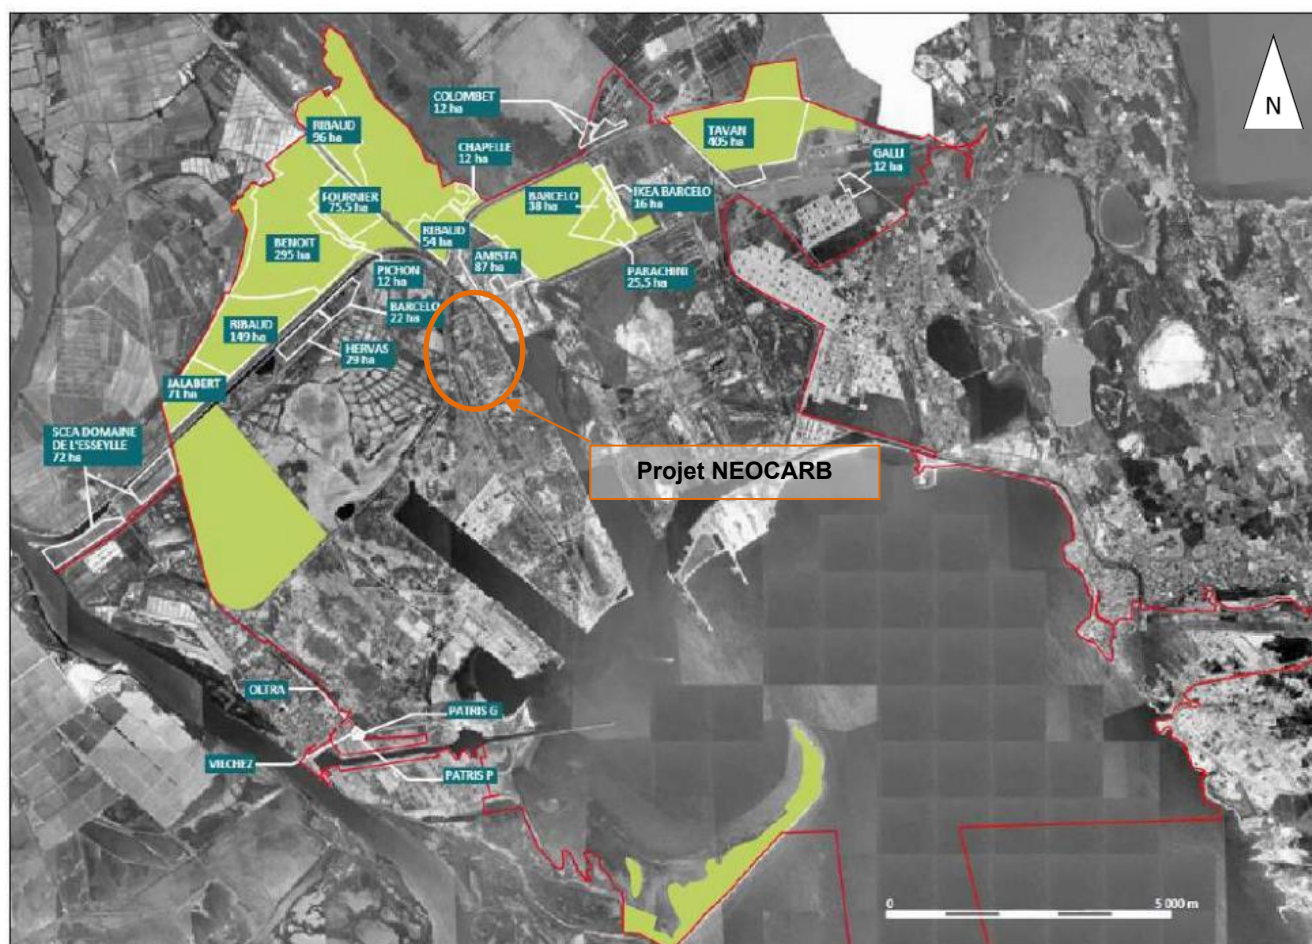 COLOMBET
12 ha
N
RIBAUD
96 ha
TAVAN
405 ha
CHAPELLE
12 ha
GALLI
12 ha
FOURNIER
75,5 ha
BARCELO
38 ha
IKEA BARCELO
16 ha
BENOIT
295 ha
RIBAUD
54 ha
AMISTA
87 ha
PICHON
12 ha
PARACHINI
25,5 ha
BARCELO
22 ha
RIBAUD
149 ha
HERVAS
29 ha
JALABERT
71 ha
SCEA DOMAINE
DE L'ESSEYLLE
72 ha
Projet NEOCARB
OLTRA
PATRIS G
VILCHEZ
PATRIS P
0
5 000 m